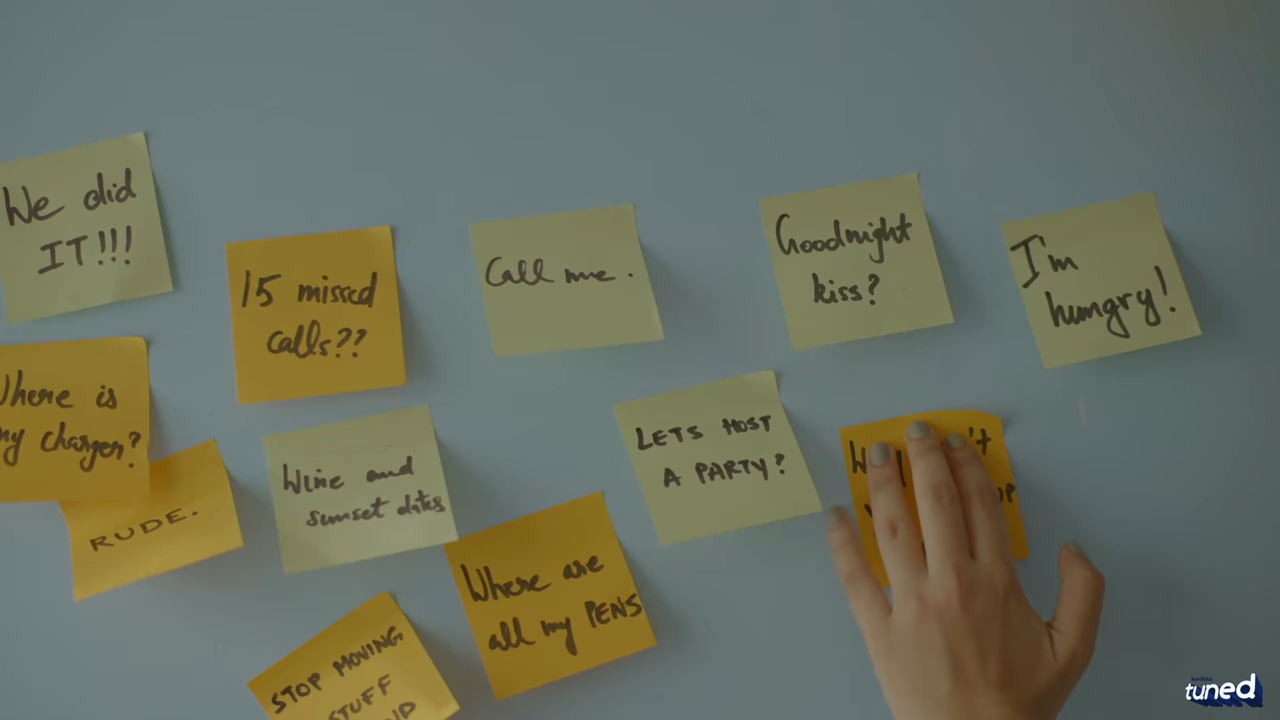 We did
IT!!!
15 missed
calls??
Call me.
Goodnight
kiss?
I'm
hungry!
Where is
my charger?
RUDE.
Wine and
sunset dates
LETS HOST
A PARTY?
Where are
all my PENS
STOP MOVING
STUFF
tuned